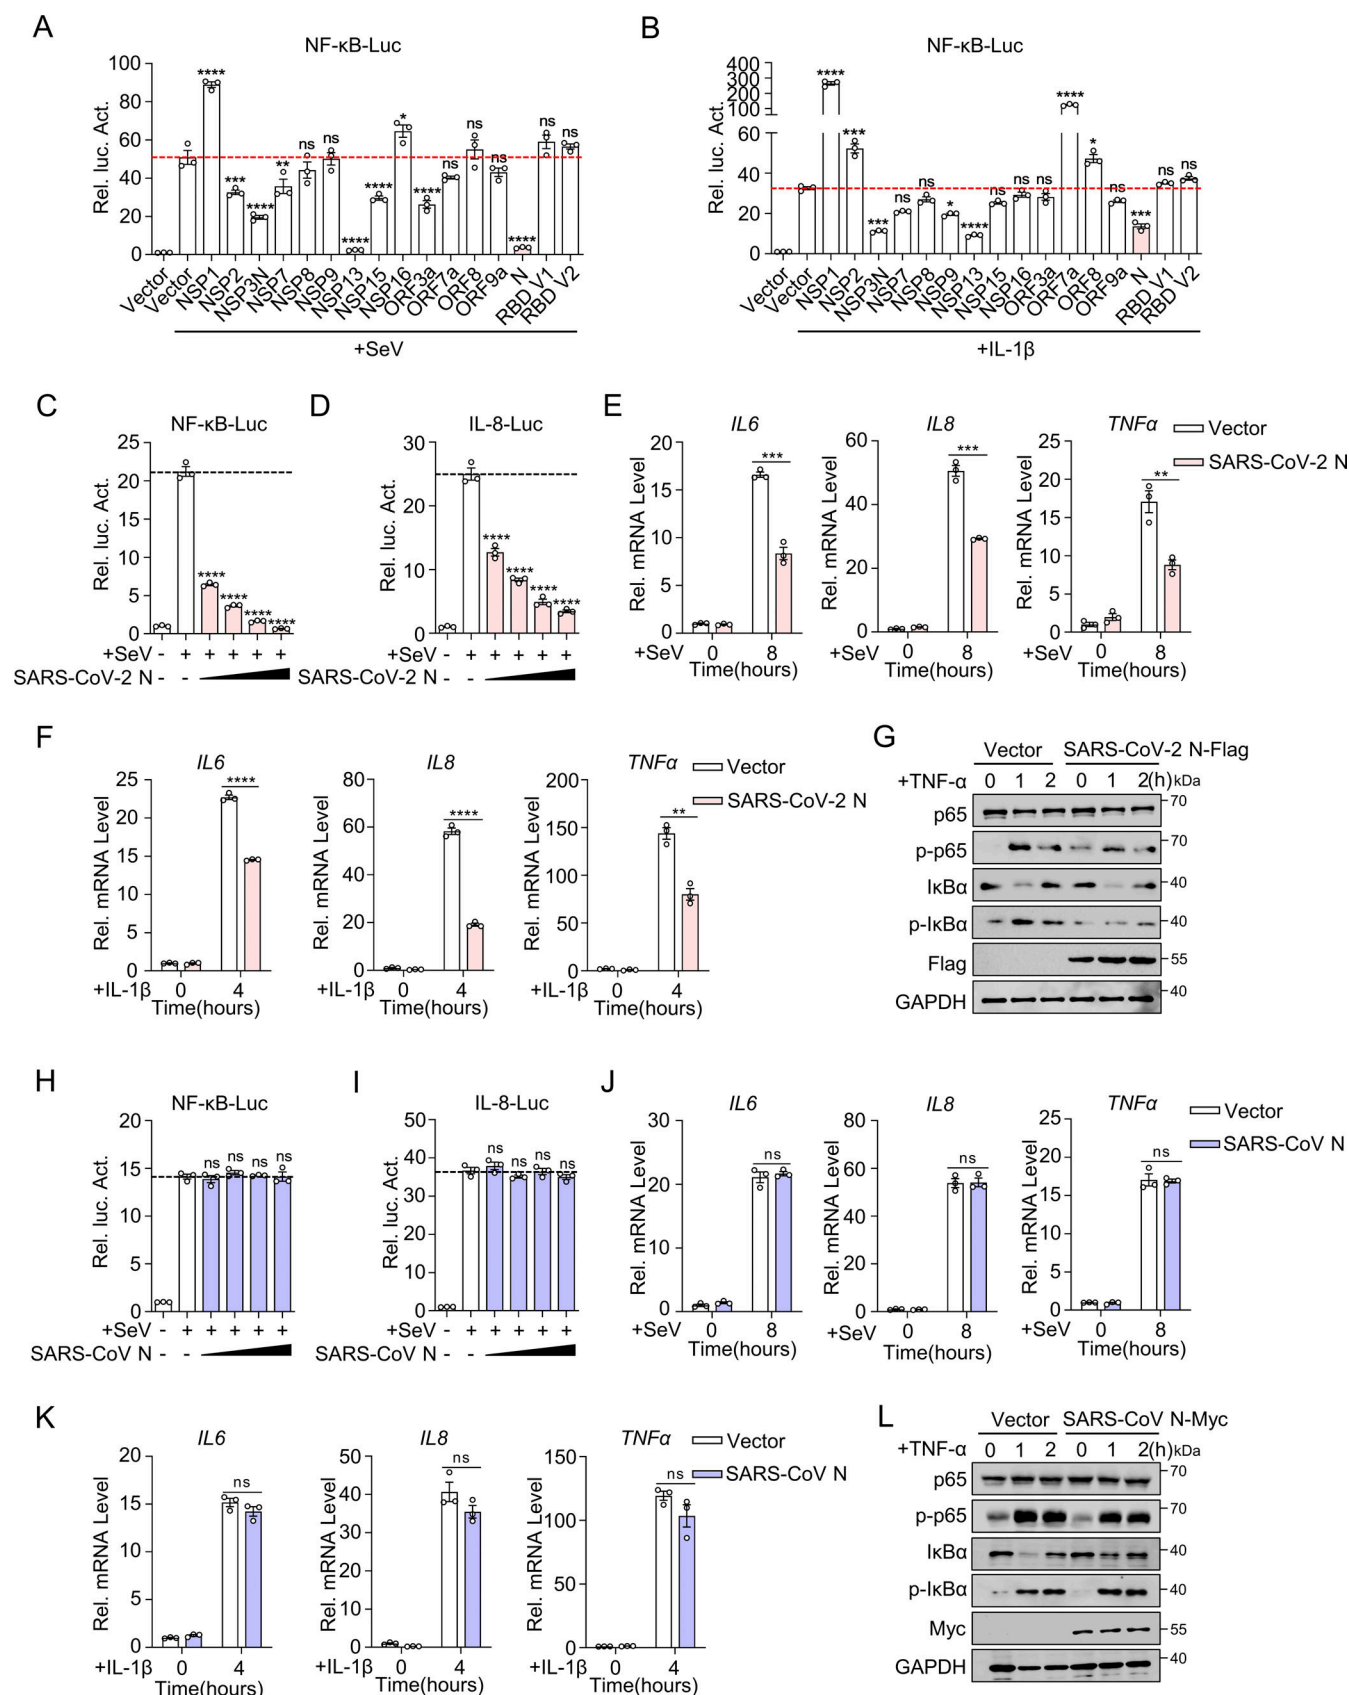 A
NF-κB-Luc
Rel. luc. Act.
100
80
60
40
20
0
**** *** **** ** ns ns **** **** * **** ns ns ns **** ns ns
Vector Vector NSP1 NSP2 NSP3N NSP7 NSP8 NSP9 NSP13 NSP15 NSP16 ORF3a ORF7a ORF8 ORF9a N RBD V1 RBD V2
+SeV
B
NF-κB-Luc
Rel. luc. Act.
400
300
200
100
60
40
20
0
**** *** *** ns ns * **** ns ns ns **** * ns *** ns ns
Vector Vector NSP1 NSP2 NSP3N NSP7 NSP8 NSP9 NSP13 NSP15 NSP16 ORF3a ORF7a ORF8 ORF9a N RBD V1 RBD V2
+IL-1β
C
NF-κB-Luc
Rel. luc. Act.
25
20
15
10
5
0
**** **** **** ****
+SeV - + + + + +
SARS-CoV-2 N - -
D
IL-8-Luc
Rel. luc. Act.
30
20
10
0
**** **** **** ****
+SeV - + + + + +
SARS-CoV-2 N - -
E
IL6
Rel. mRNA Level
20
15
10
5
0
***
+SeV 0 8
Time(hours)
IL8
Rel. mRNA Level
60
40
20
0
***
0 8
Time(hours)
TNFα
Rel. mRNA Level
25
20
15
10
5
0
**
+SeV 0 8
Time(hours)
Vector
SARS-CoV-2 N
F
IL6
Rel. mRNA Level
25
20
15
10
5
0
****
+IL-1β 0 4
Time(hours)
IL8
Rel. mRNA Level
80
60
40
20
0
****
0 4
Time(hours)
TNFα
Rel. mRNA Level
200
150
100
50
0
**
+IL-1β 0 4
Time(hours)
Vector
SARS-CoV-2 N
G
Vector SARS-CoV-2 N-Flag
+TNF-α 0 1 2 0 1 2(h) kDa
p65 70
p-p65 70
IκBα 40
p-IκBα 40
Flag 55
GAPDH 40
H
NF-κB-Luc
Rel. luc. Act.
20
15
10
5
0
ns ns ns ns
+SeV - + + + + +
SARS-CoV N - -
I
IL-8-Luc
Rel. luc. Act.
50
40
30
20
10
0
ns ns ns ns
+SeV - + + + + +
SARS-CoV N - -
J
IL6
Rel. mRNA Level
30
20
10
0
ns
+SeV 0 8
Time(hours)
IL8
Rel. mRNA Level
80
60
40
20
0
ns
0 8
Time(hours)
TNFα
Rel. mRNA Level
25
20
15
10
5
0
ns
+SeV 0 8
Time(hours)
Vector
SARS-CoV N
K
IL6
Rel. mRNA Level
20
15
10
5
0
ns
+IL-1β 0 4
Time(hours)
IL8
Rel. mRNA Level
50
40
30
20
10
0
ns
0 4
Time(hours)
TNFα
Rel. mRNA Level
150
100
50
0
ns
+IL-1β 0 4
Time(hours)
Vector
SARS-CoV N
L
Vector SARS-CoV N-Myc
+TNF-α 0 1 2 0 1 2(h) kDa
p65 70
p-p65 70
IκBα 40
p-IκBα 40
Myc 55
GAPDH 40